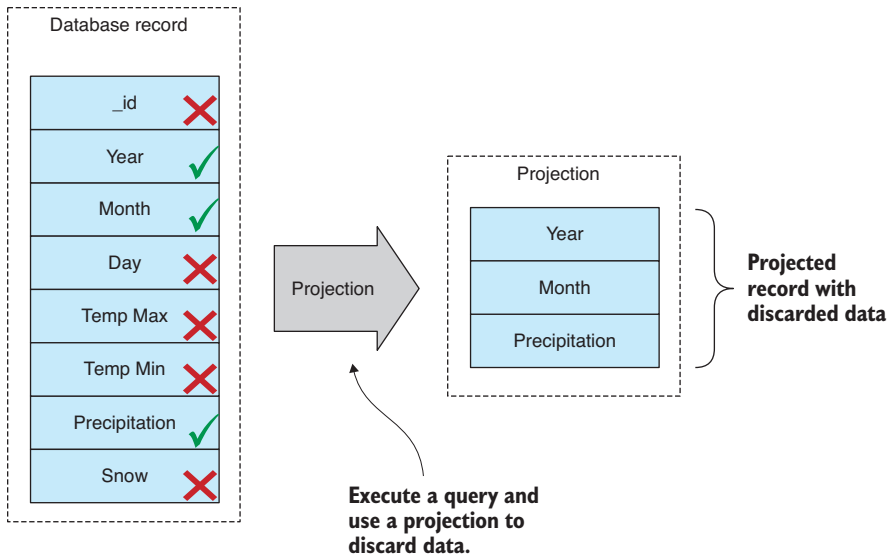 Database record
_id
Year
Month
Day
Temp Max
Temp Min
Precipitation
Snow
Projection
Execute a query and
use a projection to
discard data.
Projection
Year
Month
Precipitation
Projected
record with
discarded data